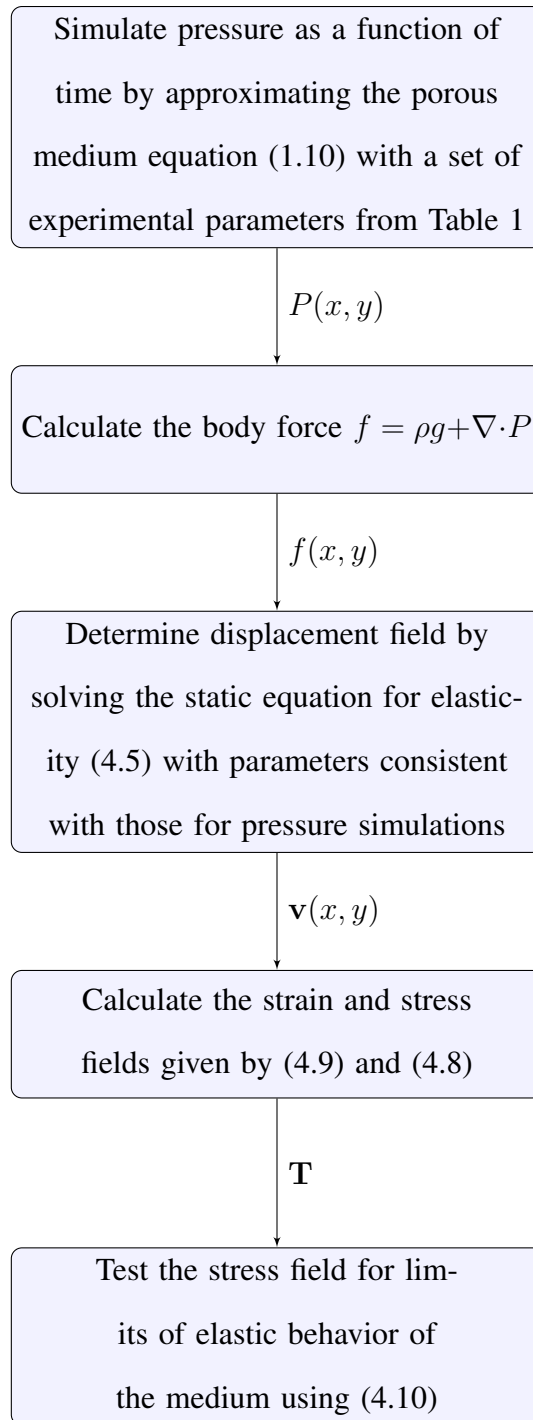 Simulate pressure as a function of
time by approximating the porous
medium equation (1.10) with a set of
experimental parameters from Table 1
P(x, y)
Calculate the body force f = ρg+∇·P
f(x, y)
Determine displacement field by
solving the static equation for elastic-
ity (4.5) with parameters consistent
with those for pressure simulations
v(x, y)
Calculate the strain and stress
fields given by (4.9) and (4.8)
T
Test the stress field for lim-
its of elastic behavior of
the medium using (4.10)